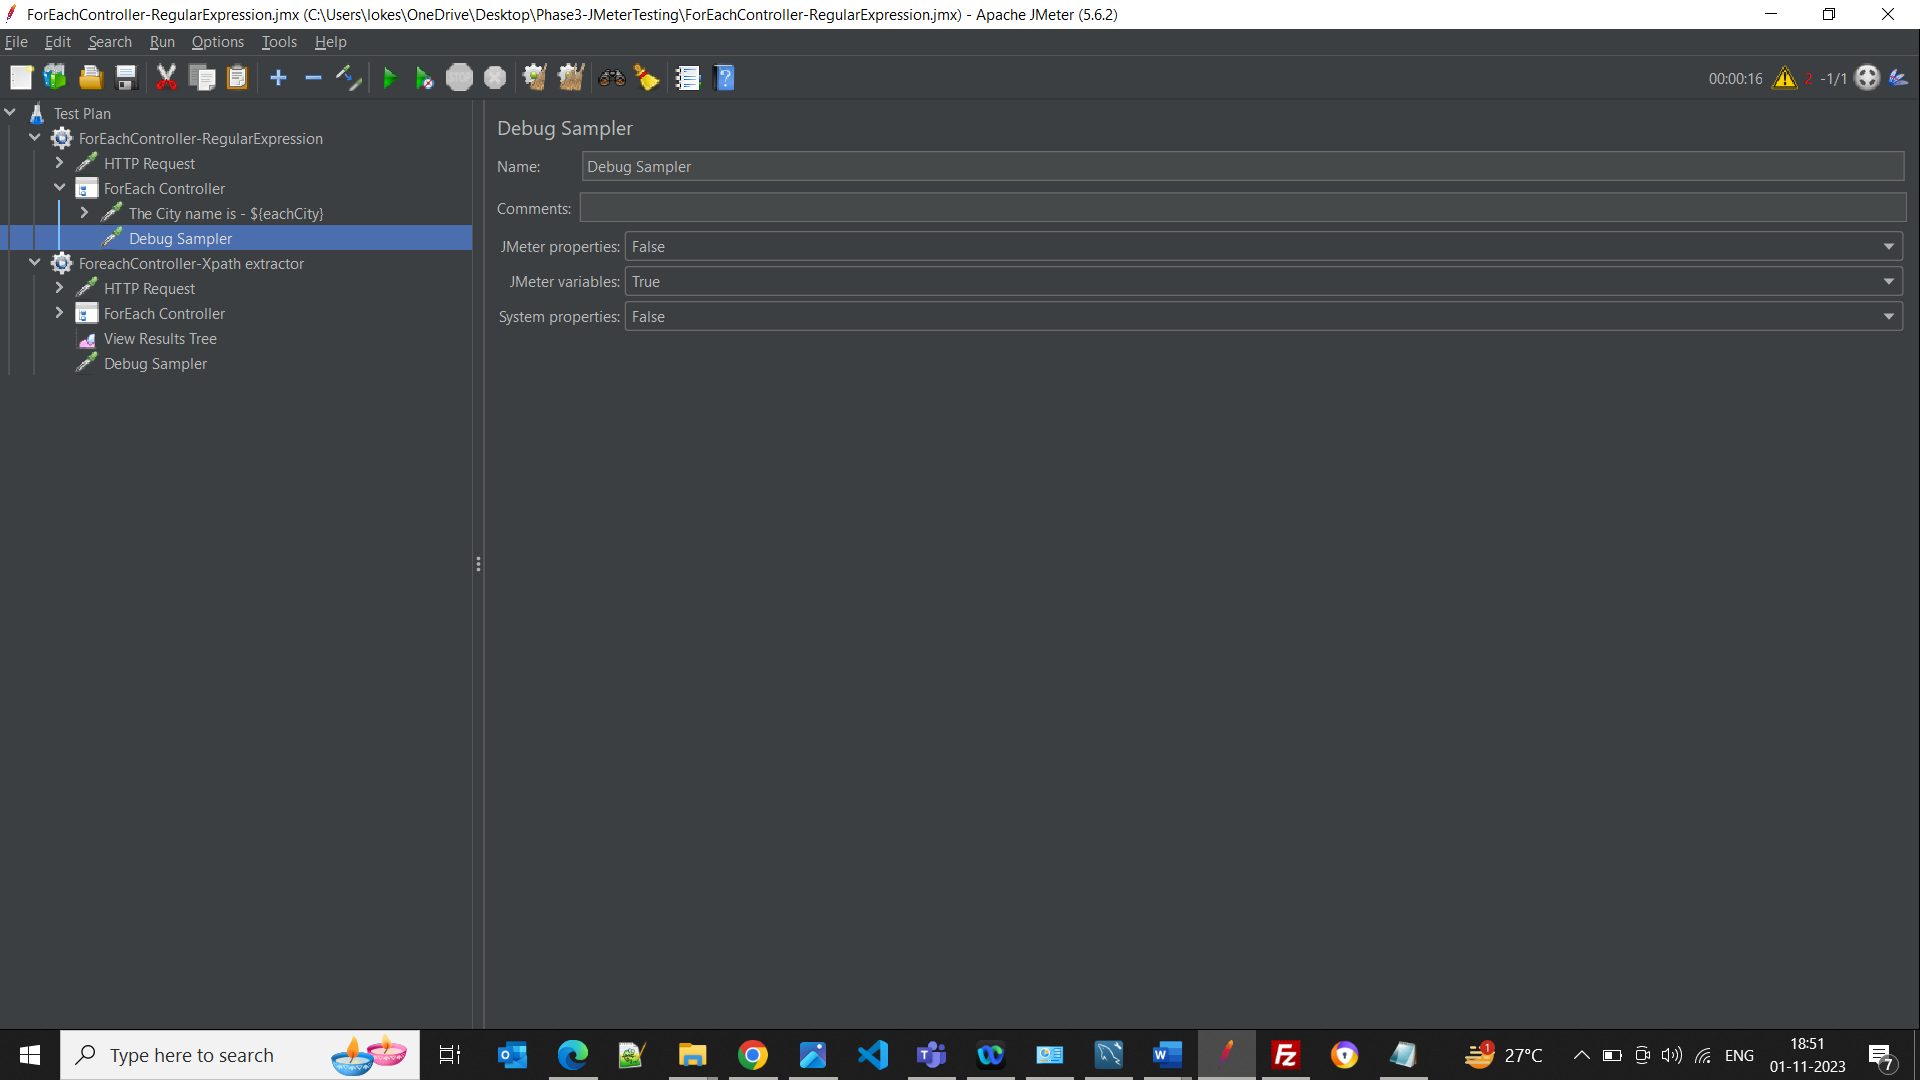 ForEachController-RegularExpression.jmx (C:\Users\lokes\OneDrive\Desktop\Phase3-JMeterTesting\ForEachController-RegularExpression.jmx) - Apache JMeter (5.6.2)
File Edit Search Run Options Tools Help
STOP
00:00:16 2 -1/1
Test Plan
ForEachController-RegularExpression
HTTP Request
ForEach Controller
The City name is - ${eachCity}
Debug Sampler
ForeachController-Xpath extractor
HTTP Request
ForEach Controller
View Results Tree
Debug Sampler
Debug Sampler
Name: Debug Sampler
Comments:
JMeter properties: False
JMeter variables: True
System properties: False
Type here to search
1 27°C ENG
18:51
01-11-2023
7